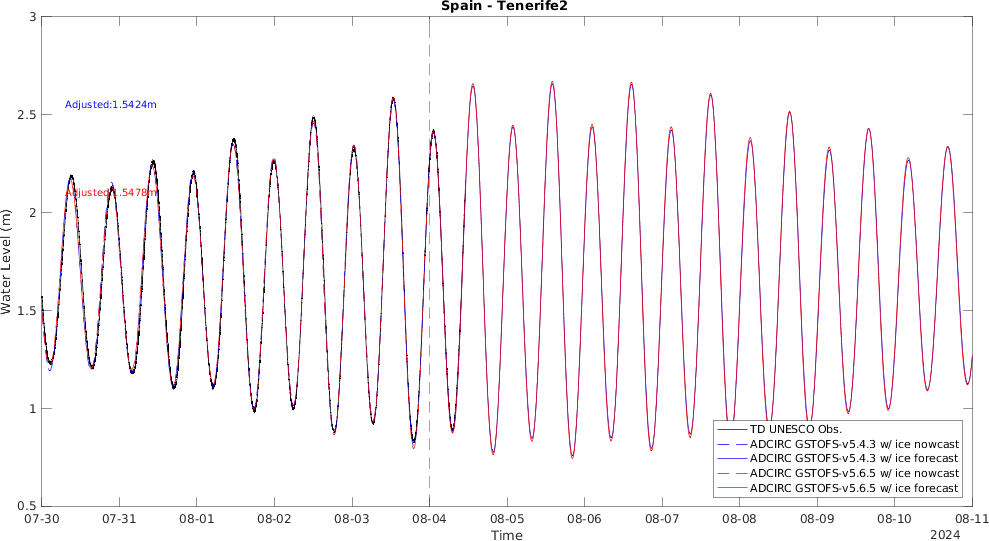 Spain - Tenerife2
3
2.5
2
1.5
1
0.5
Water Level (m)
Adjusted:1.5424m
Adjusted:1.5478m
TD UNESCO Obs.
ADCIRC GSTOFS-v5.4.3 w/ ice nowcast
ADCIRC GSTOFS-v5.4.3 w/ ice forecast
ADCIRC GSTOFS-v5.6.5 w/ ice nowcast
ADCIRC GSTOFS-v5.6.5 w/ ice forecast
07-30 07-31 08-01 08-02 08-03 08-04 08-05 08-06 08-07 08-08 08-09 08-10 08-11
Time
2024